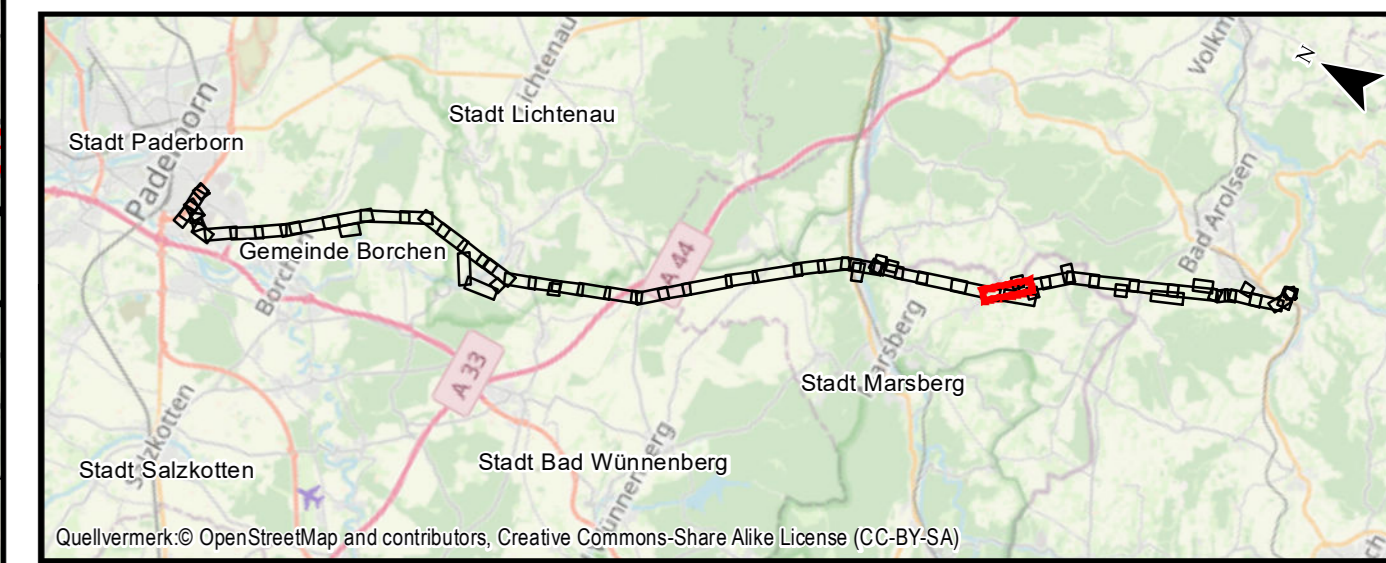 Volkm
N
Lichtenau
Stadt Lichtenau
Stadt Paderborn
Paderborn
Bad Arolsen
Gemeinde Borchen
A 44
Borchen
Marsberg
A 33
Stadt Marsberg
Salzkotten
Stadt Bad Wünnenberg
Stadt Salzkotten
Wünnenberg
Quellvermerk:© OpenStreetMap and contributors, Creative Commons-Share Alike License (CC-BY-SA)
ch